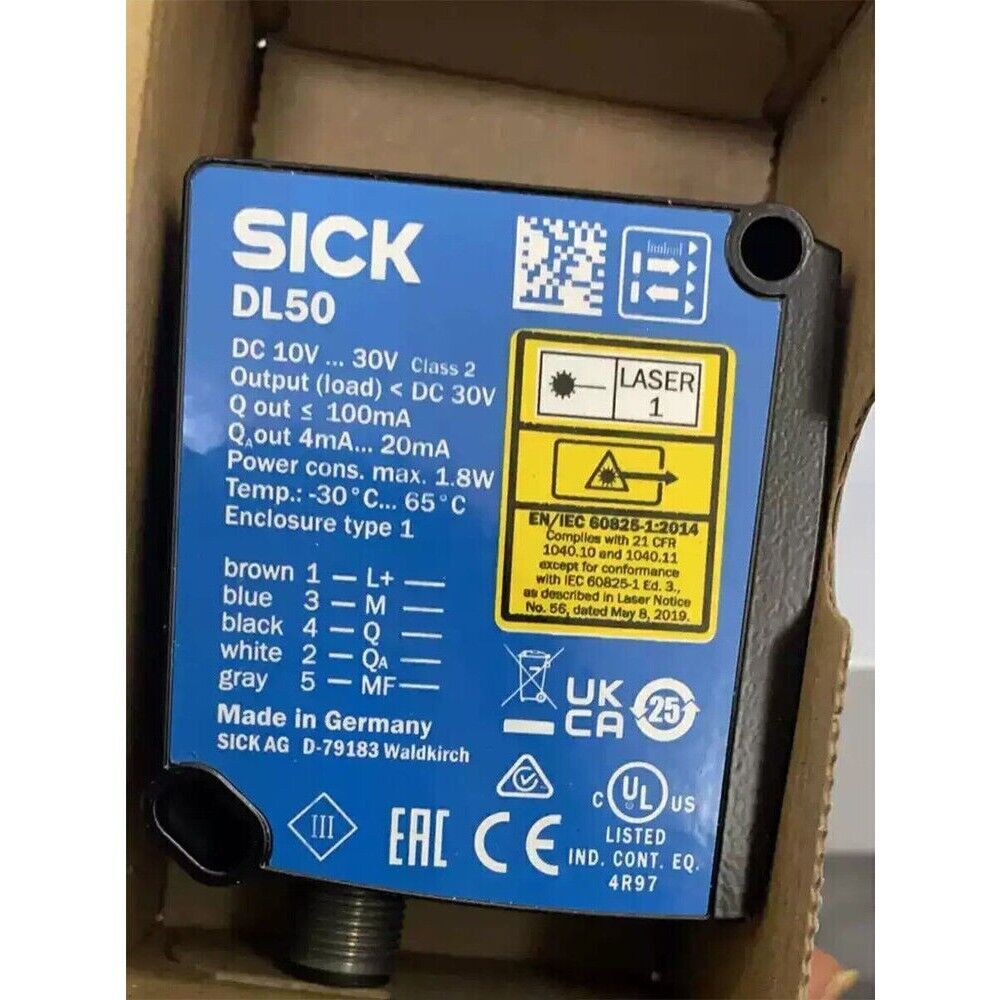 SICK
DL50
DC 10V ... 30V Class 2
Output (load) < DC 30V
Q out ≤ 100mA
QAout 4mA... 20mA
Power cons. max. 1.8W
Temp.: -30°C... 65°C
Enclosure type 1
brown 1 — L+ —
blue 3 — M —
black 4 — Q —
white 2 — QA —
gray 5 — MF —
Made in Germany
SICK AG D-79183 Waldkirch
LASER
1
EN/IEC 60825-1:2014
Complies with 21 CFR
1040.10 and 1040.11
except for conformance
with IEC 60825-1 Ed. 3.,
as described in Laser Notice
No. 56, dated May 8, 2019.
UK
CA
25
III
EAC
CE
C UL US
LISTED
IND. CONT. EQ.
4R97